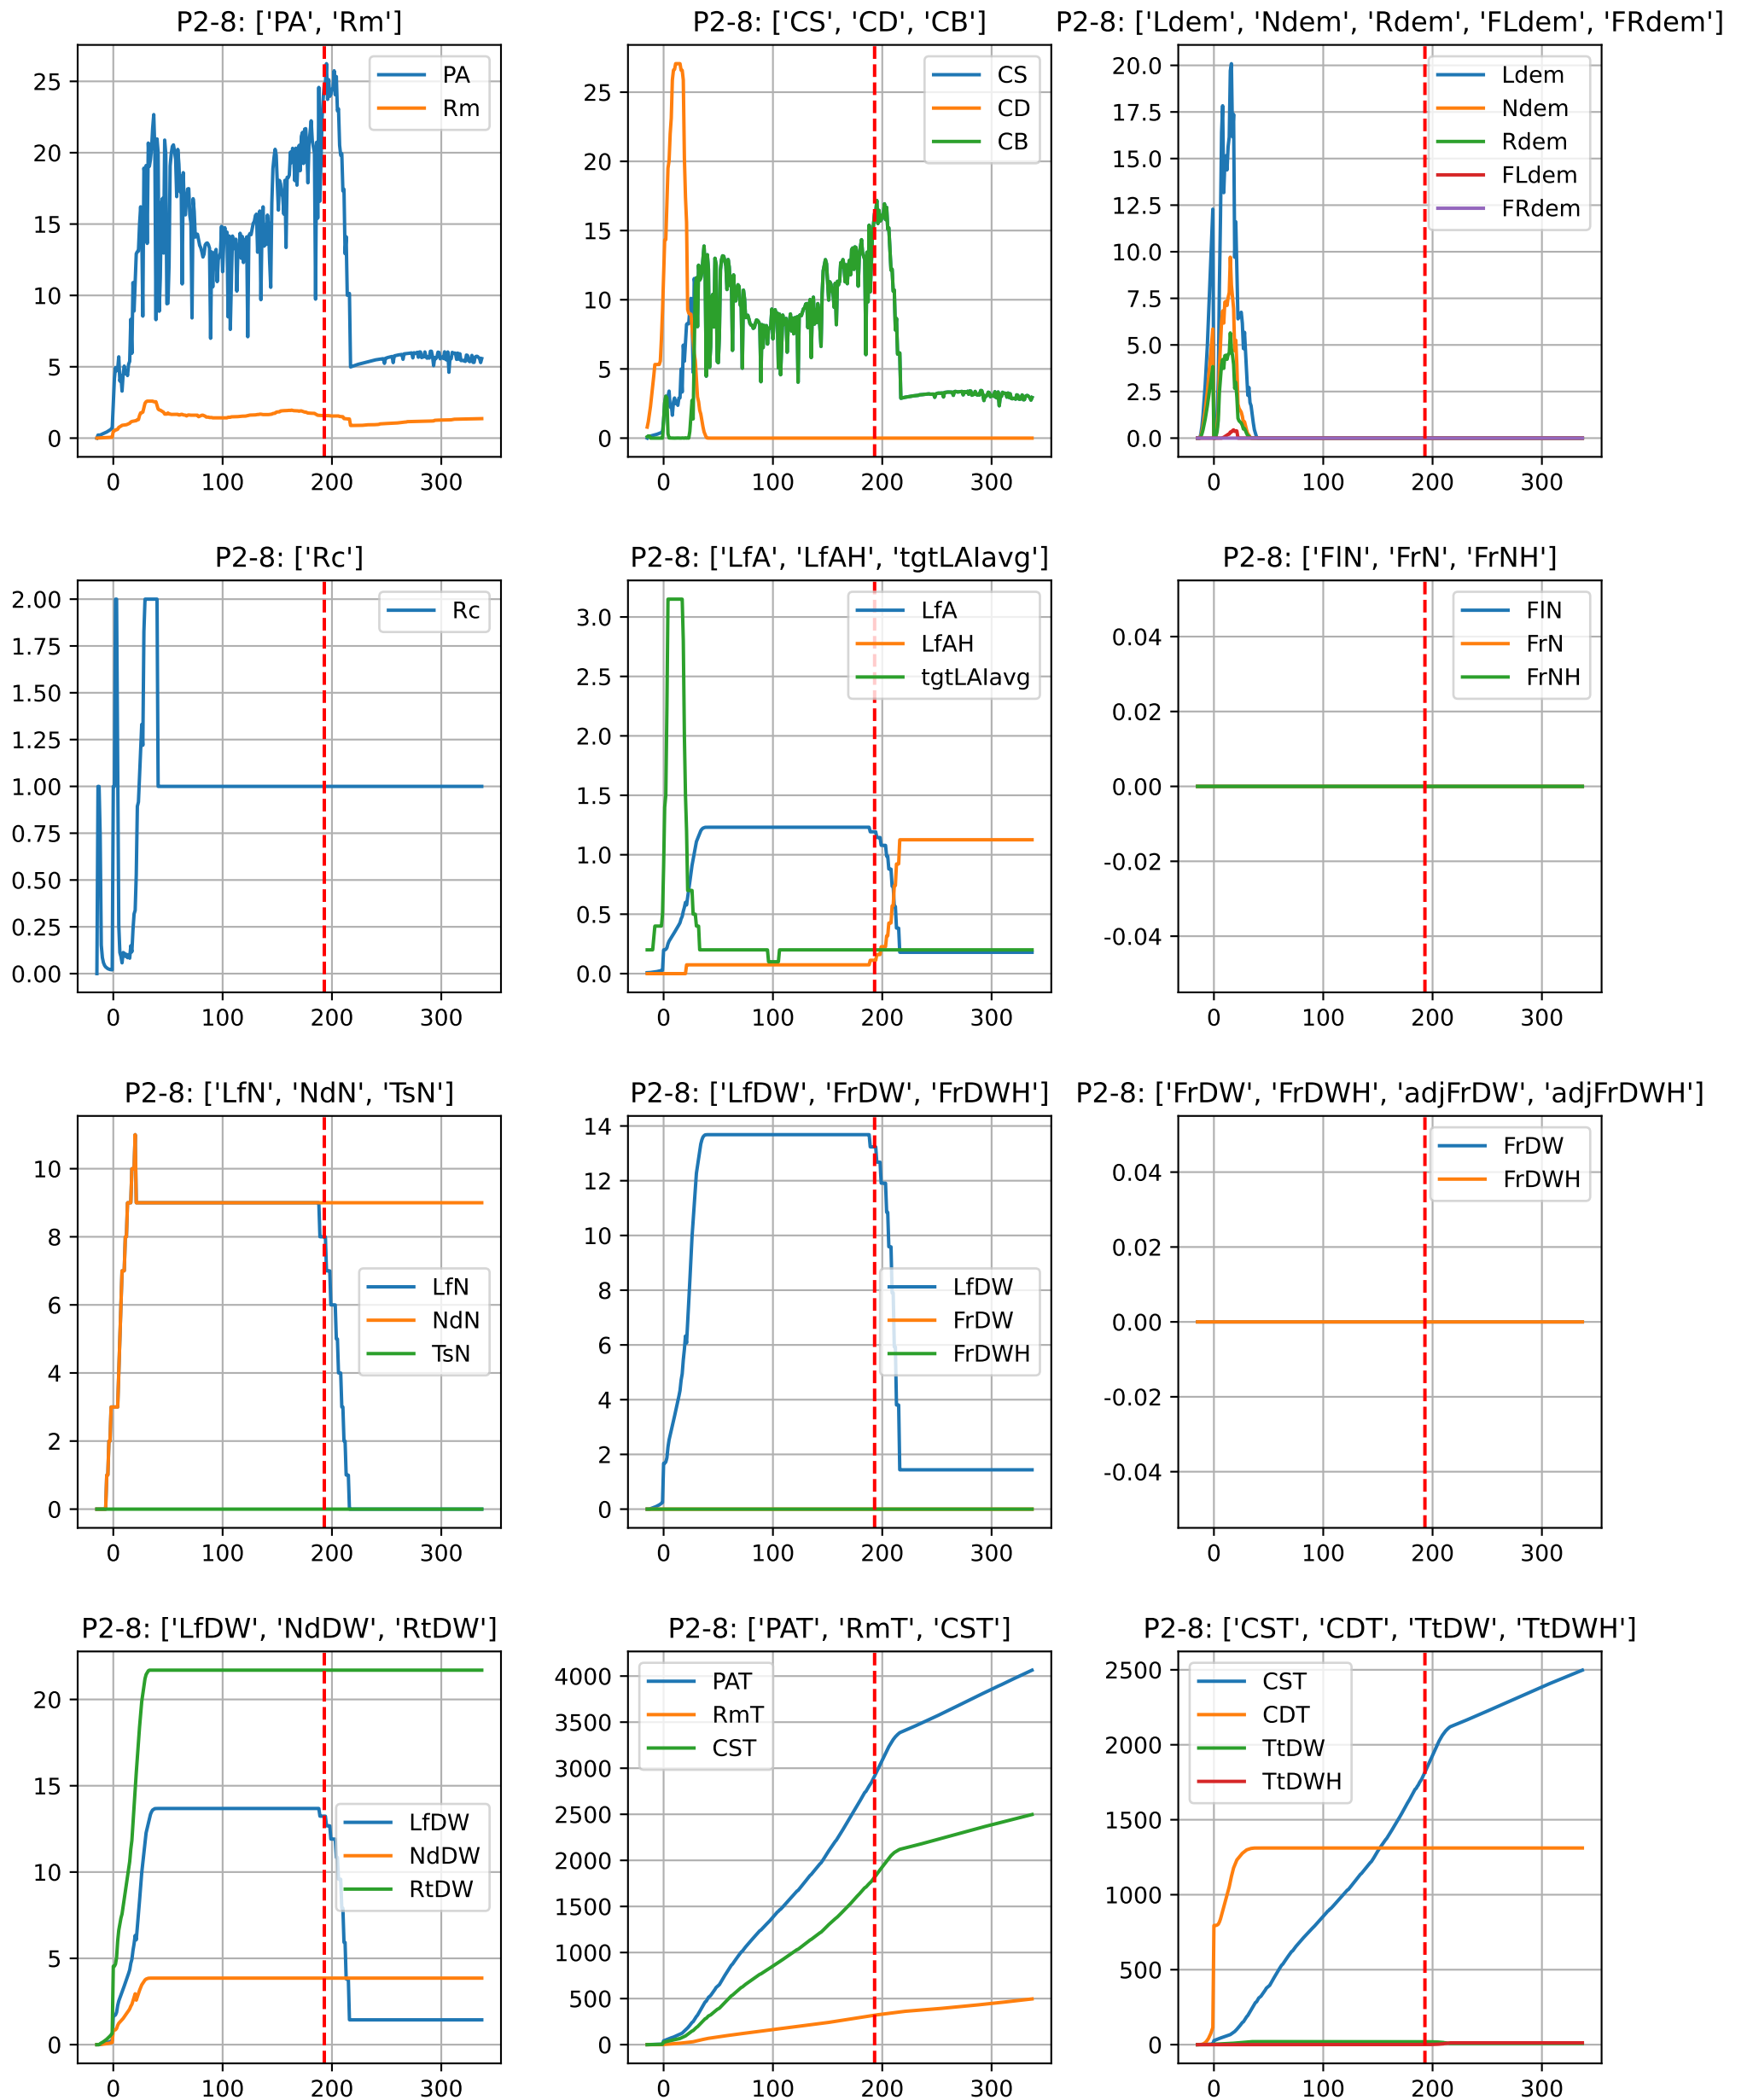 P2-8: ['PA', 'Rm']
25
20
15
10
5
0
0 100 200 300
PA
Rm
P2-8: ['CS', 'CD', 'CB']
25
20
15
10
5
0
0 100 200 300
CS
CD
CB
P2-8: ['Ldem', 'Ndem', 'Rdem', 'FLdem', 'FRdem']
20.0
17.5
15.0
12.5
10.0
7.5
5.0
2.5
0.0
0 100 200 300
Ldem
Ndem
Rdem
FLdem
FRdem
P2-8: ['Rc']
2.00
1.75
1.50
1.25
1.00
0.75
0.50
0.25
0.00
0 100 200 300
Rc
P2-8: ['LfA', 'LfAH', 'tgtLAIavg']
3.0
2.5
2.0
1.5
1.0
0.5
0.0
0 100 200 300
LfA
LfAH
tgtLAIavg
P2-8: ['FlN', 'FrN', 'FrNH']
0.04
0.02
0.00
-0.02
-0.04
0 100 200 300
FlN
FrN
FrNH
P2-8: ['LfN', 'NdN', 'TsN']
10
8
6
4
2
0
0 100 200 300
LfN
NdN
TsN
P2-8: ['LfDW', 'FrDW', 'FrDWH']
14
12
10
8
6
4
2
0
0 100 200 300
LfDW
FrDW
FrDWH
P2-8: ['FrDW', 'FrDWH', 'adjFrDW', 'adjFrDWH']
0.04
0.02
0.00
-0.02
-0.04
0 100 200 300
FrDW
FrDWH
P2-8: ['LfDW', 'NdDW', 'RtDW']
20
15
10
5
0
0 100 200 300
LfDW
NdDW
RtDW
P2-8: ['PAT', 'RmT', 'CST']
4000
3500
3000
2500
2000
1500
1000
500
0
0 100 200 300
PAT
RmT
CST
P2-8: ['CST', 'CDT', 'TtDW', 'TtDWH']
2500
2000
1500
1000
500
0
0 100 200 300
CST
CDT
TtDW
TtDWH